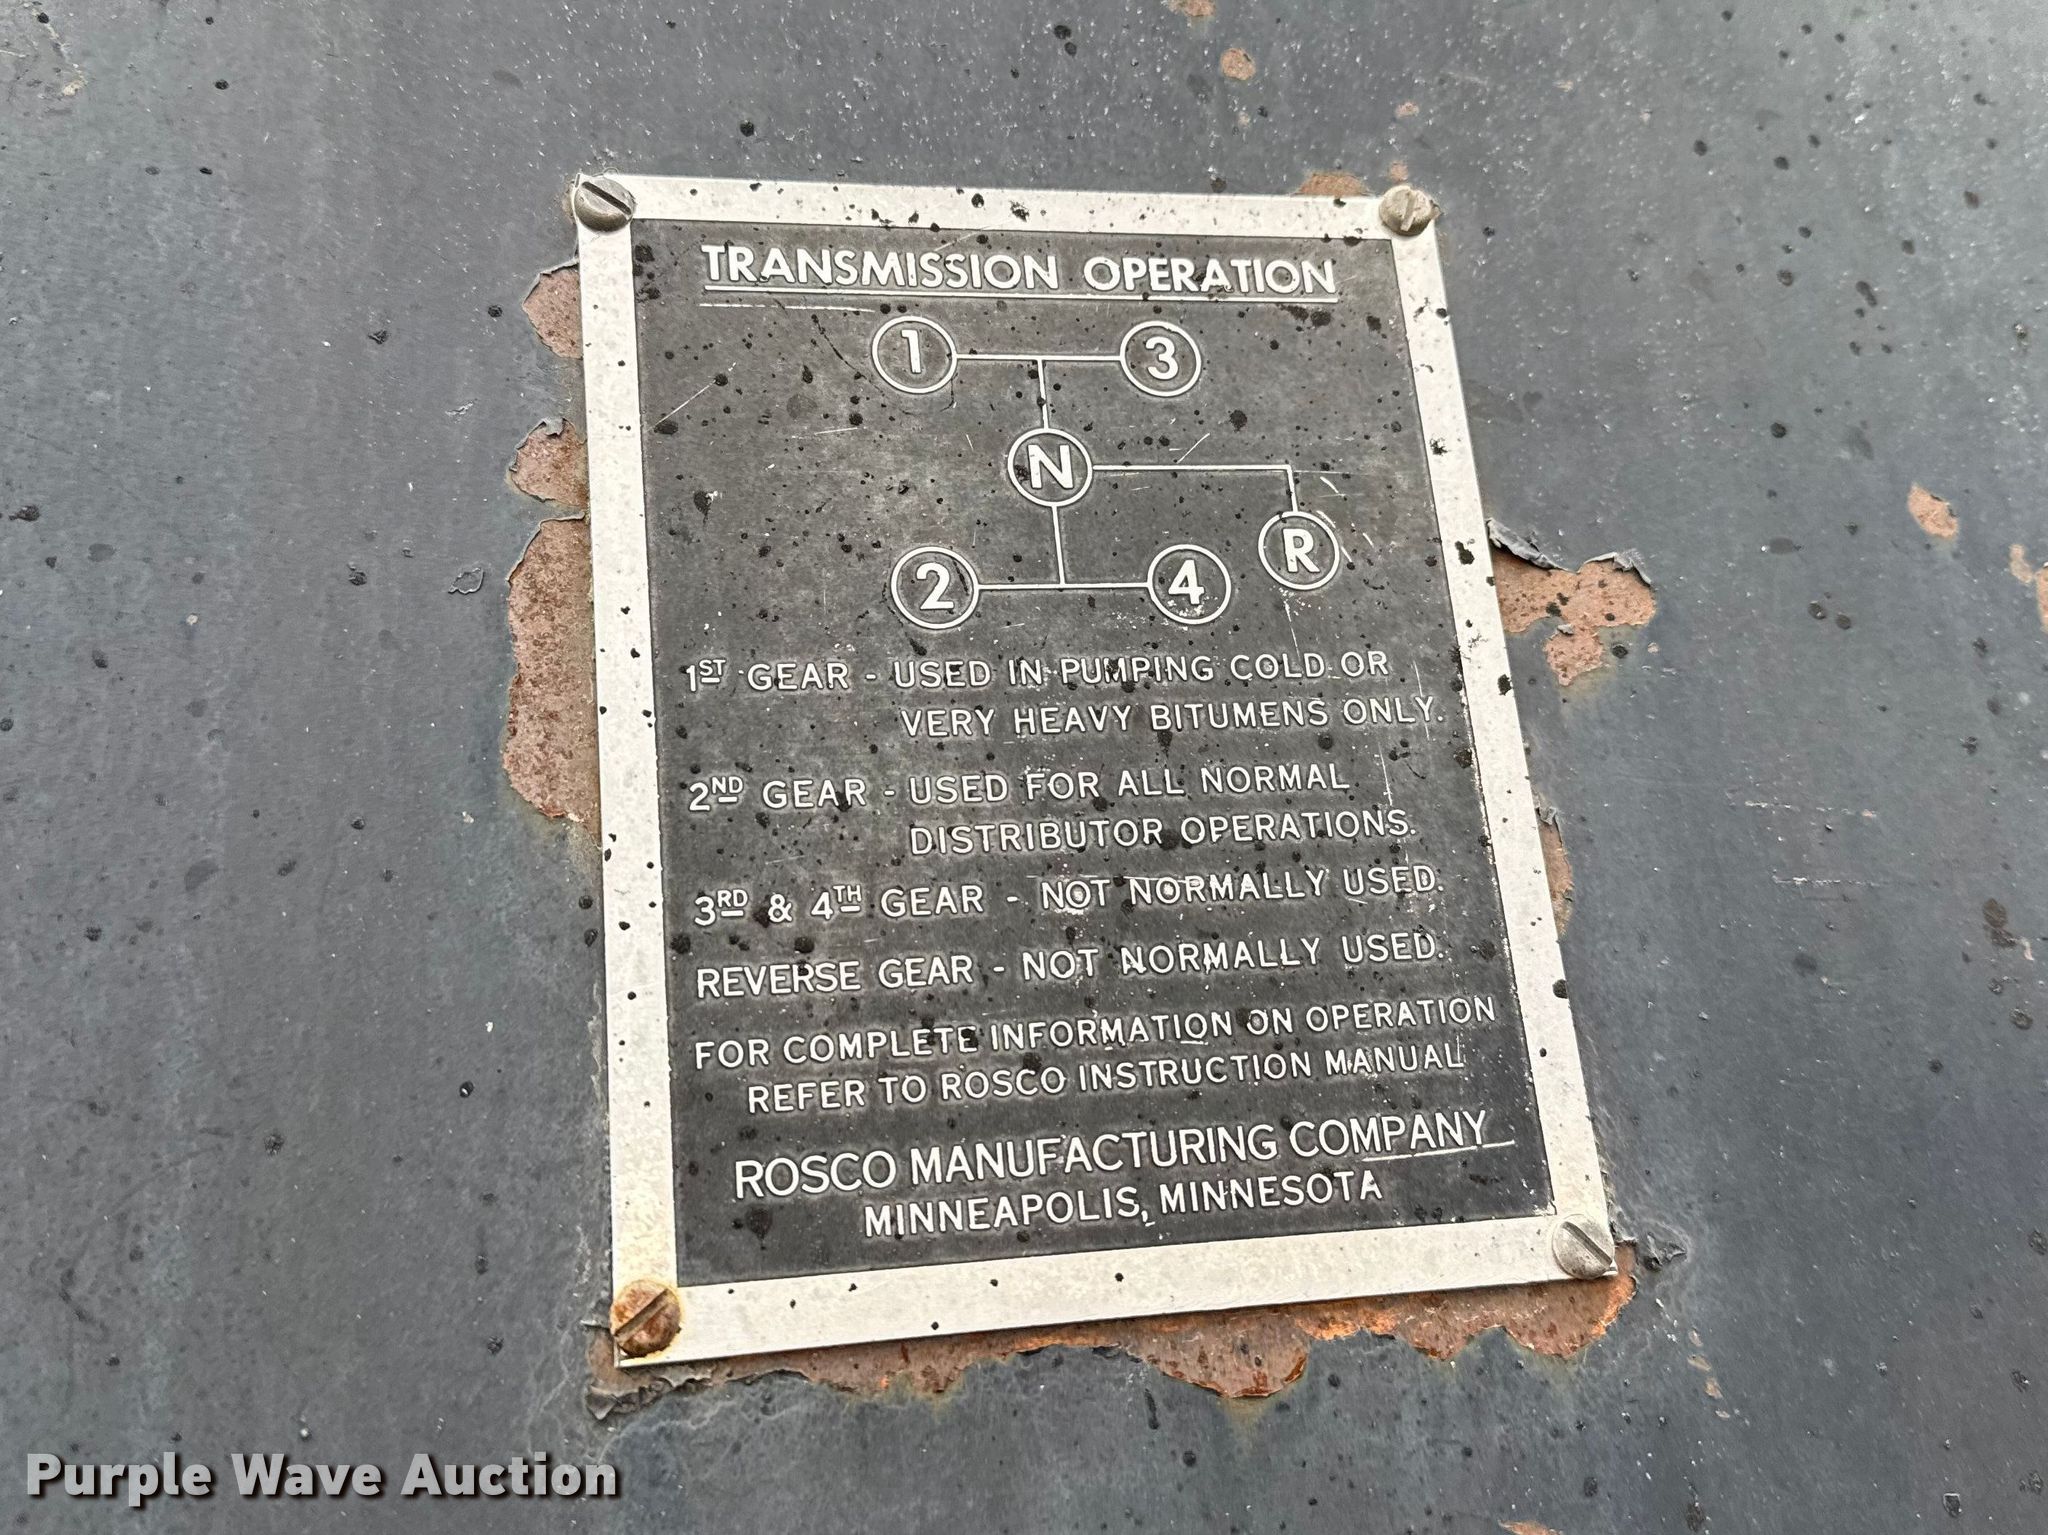 TRANSMISSION OPERATION
1 3
N
R
2 4
1ST GEAR - USED IN PUMPING COLD OR
VERY HEAVY BITUMENS ONLY.
2ND GEAR - USED FOR ALL NORMAL
DISTRIBUTOR OPERATIONS.
3RD & 4TH GEAR - NOT NORMALLY USED.
REVERSE GEAR - NOT NORMALLY USED.
FOR COMPLETE INFORMATION ON OPERATION
REFER TO ROSCO INSTRUCTION MANUAL
ROSCO MANUFACTURING COMPANY
MINNEAPOLIS, MINNESOTA
Purple Wave Auction